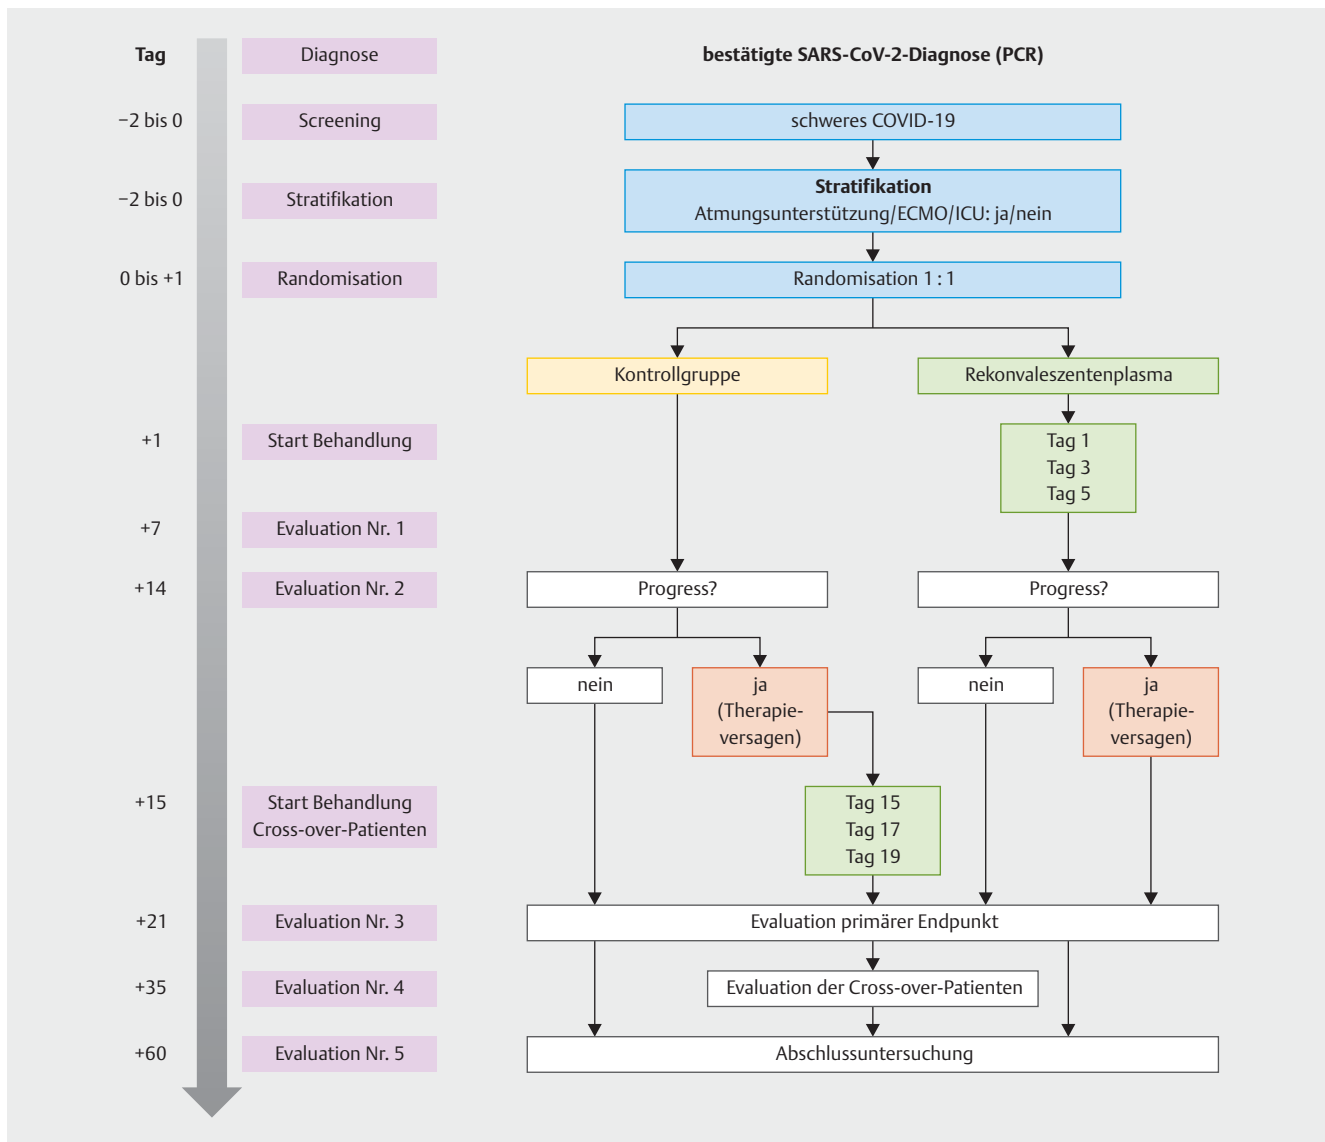 Tag
Diagnose
bestätigte SARS-CoV-2-Diagnose (PCR)
−2 bis 0
Screening
schweres COVID-19
−2 bis 0
Stratifikation
Stratifikation
Atmungsunterstützung/ECMO/ICU: ja/nein
0 bis +1
Randomisation
Randomisation 1 : 1
Kontrollgruppe
Rekonvaleszentenplasma
+1
Start Behandlung
Tag 1
Tag 3
Tag 5
+7
Evaluation Nr. 1
+14
Evaluation Nr. 2
Progress?
Progress?
nein
ja
(Therapie-
versagen)
nein
ja
(Therapie-
versagen)
+15
Start Behandlung
Cross-over-Patienten
Tag 15
Tag 17
Tag 19
+21
Evaluation Nr. 3
Evaluation primärer Endpunkt
+35
Evaluation Nr. 4
Evaluation der Cross-over-Patienten
+60
Evaluation Nr. 5
Abschlussuntersuchung